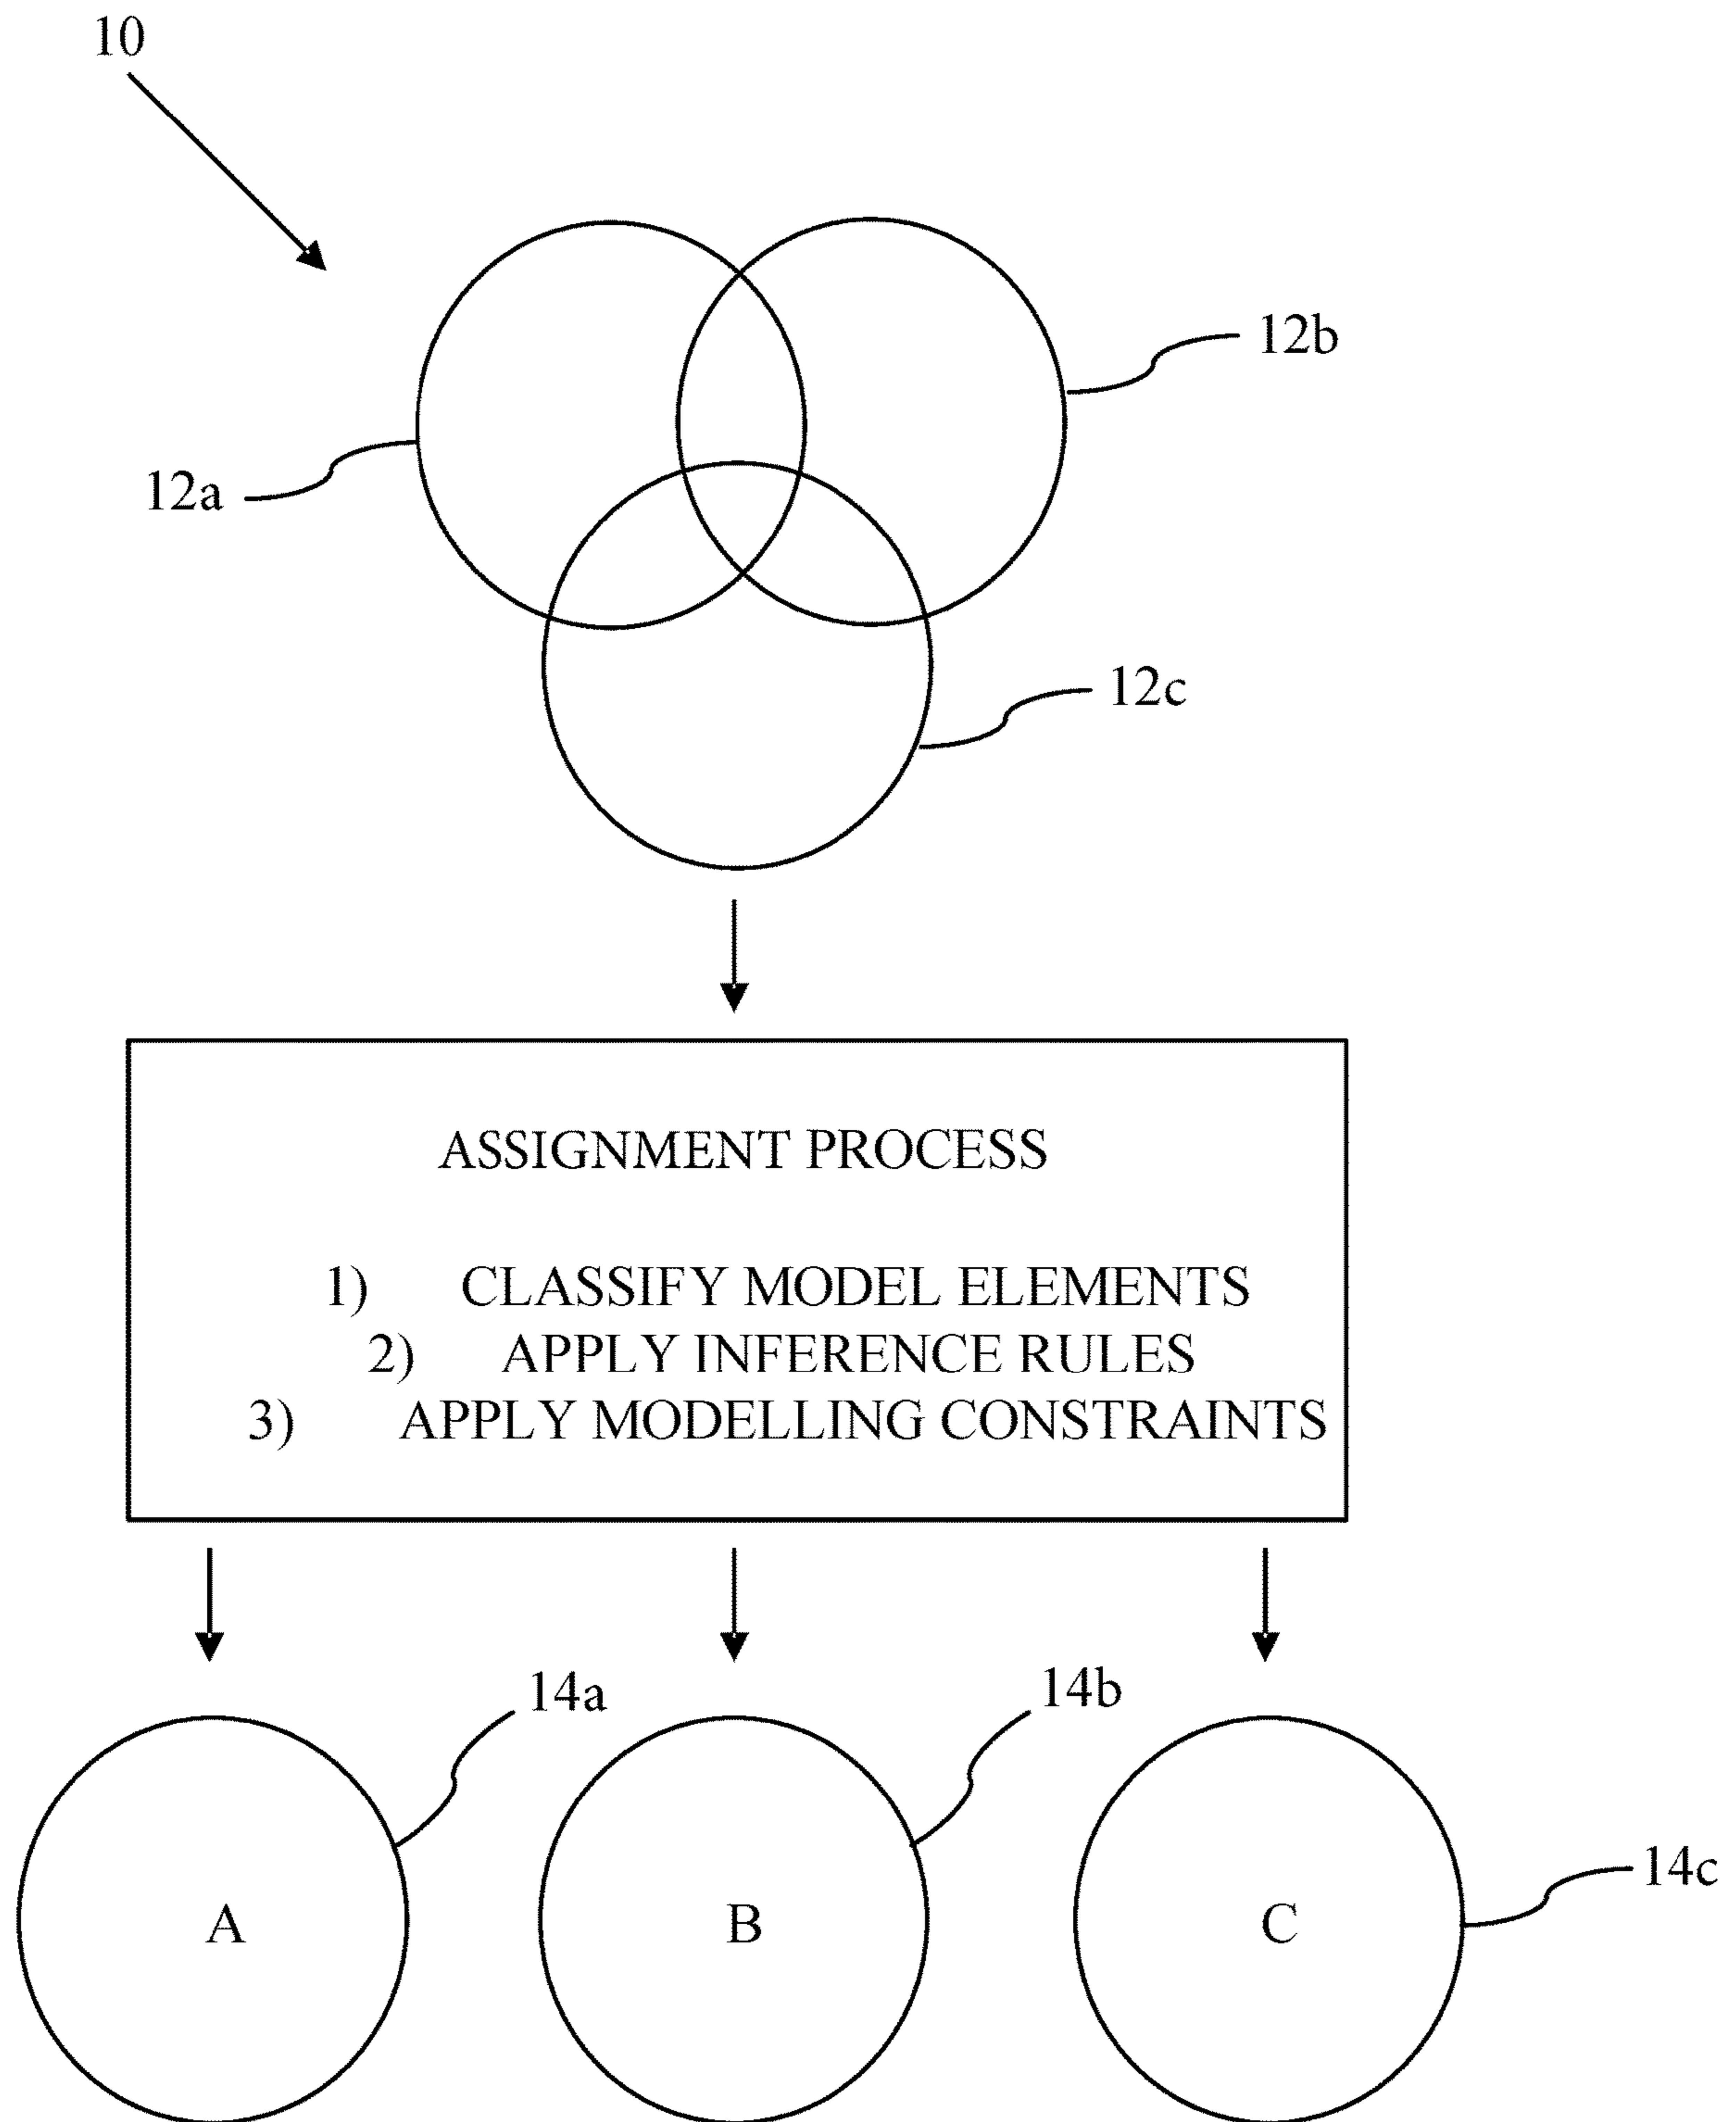 10
12b
12a
12c
ASSIGNMENT PROCESS
1) CLASSIFY MODEL ELEMENTS
2) APPLY INFERENCE RULES
3) APPLY MODELLING CONSTRAINTS
14a
14b
14c
A
B
C